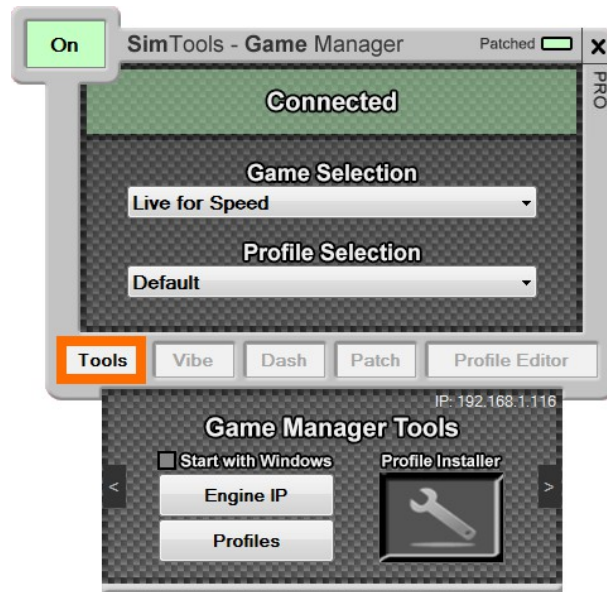 On
SimTools - Game Manager
Patched
X
PRO
Connected
Game Selection
Live for Speed
Profile Selection
Default
Tools
Vibe
Dash
Patch
Profile Editor
IP: 192.168.1.116
Game Manager Tools
Start with Windows
Profile Installer
<
Engine IP
>
Profiles